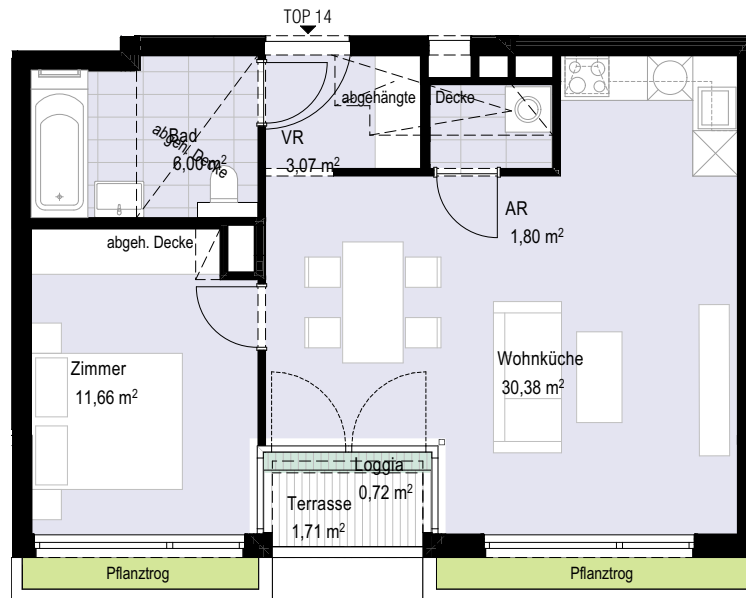 TOP 14
abgehängte
Decke
Bad
abgeh. Decke
6,00 m²
VR
3,07 m²
AR
1,80 m²
abgeh. Decke
Zimmer
11,66 m²
Wohnküche
30,38 m²
Loggia
0,72 m²
Terrasse
1,71 m²
Pflanztrog
Pflanztrog